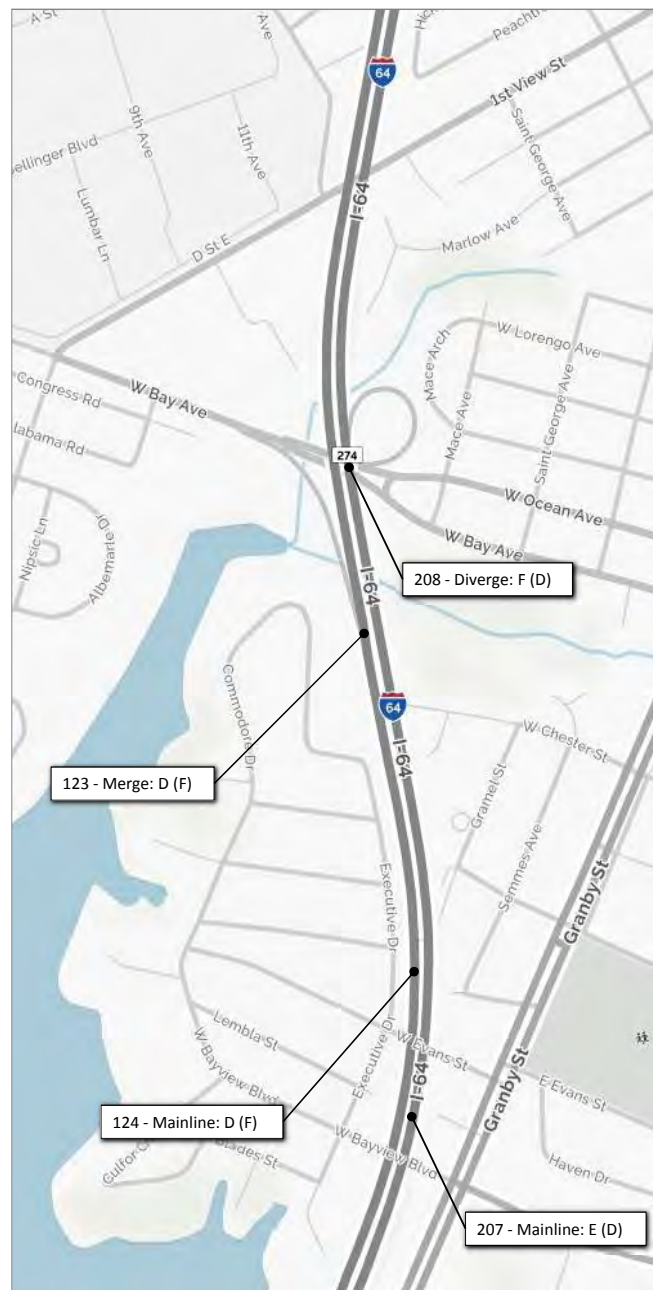 A St
Ave
Hick
Peachtr
64
1st View St
9th Ave
11th Ave
ellinger Blvd
Saint George Ave
Lumbar Ln
I-64
D St E
Marlow Ave
W Lorengo Ave
Mace Arch
W Bay Ave
Congress Rd
Mace Ave
Saint George Ave
labama Rd
274
W Ocean Ave
Nipsic Ln
Albemarle Dr
W Bay Ave
208 - Diverge: F (D)
I-64
Commodore Dr
64
W Chester St
I-64
123 - Merge: D (F)
Gramel St
Semmes Ave
Executive Dr
Granby St
Lembla St
W Evans St
Executive Dr
I-64
E Evans St
Granby St
W Bayview Blvd
124 - Mainline: D (F)
W Bayview Blvd
Culfor C
Blades St
Haven Dr
207 - Mainline: E (D)